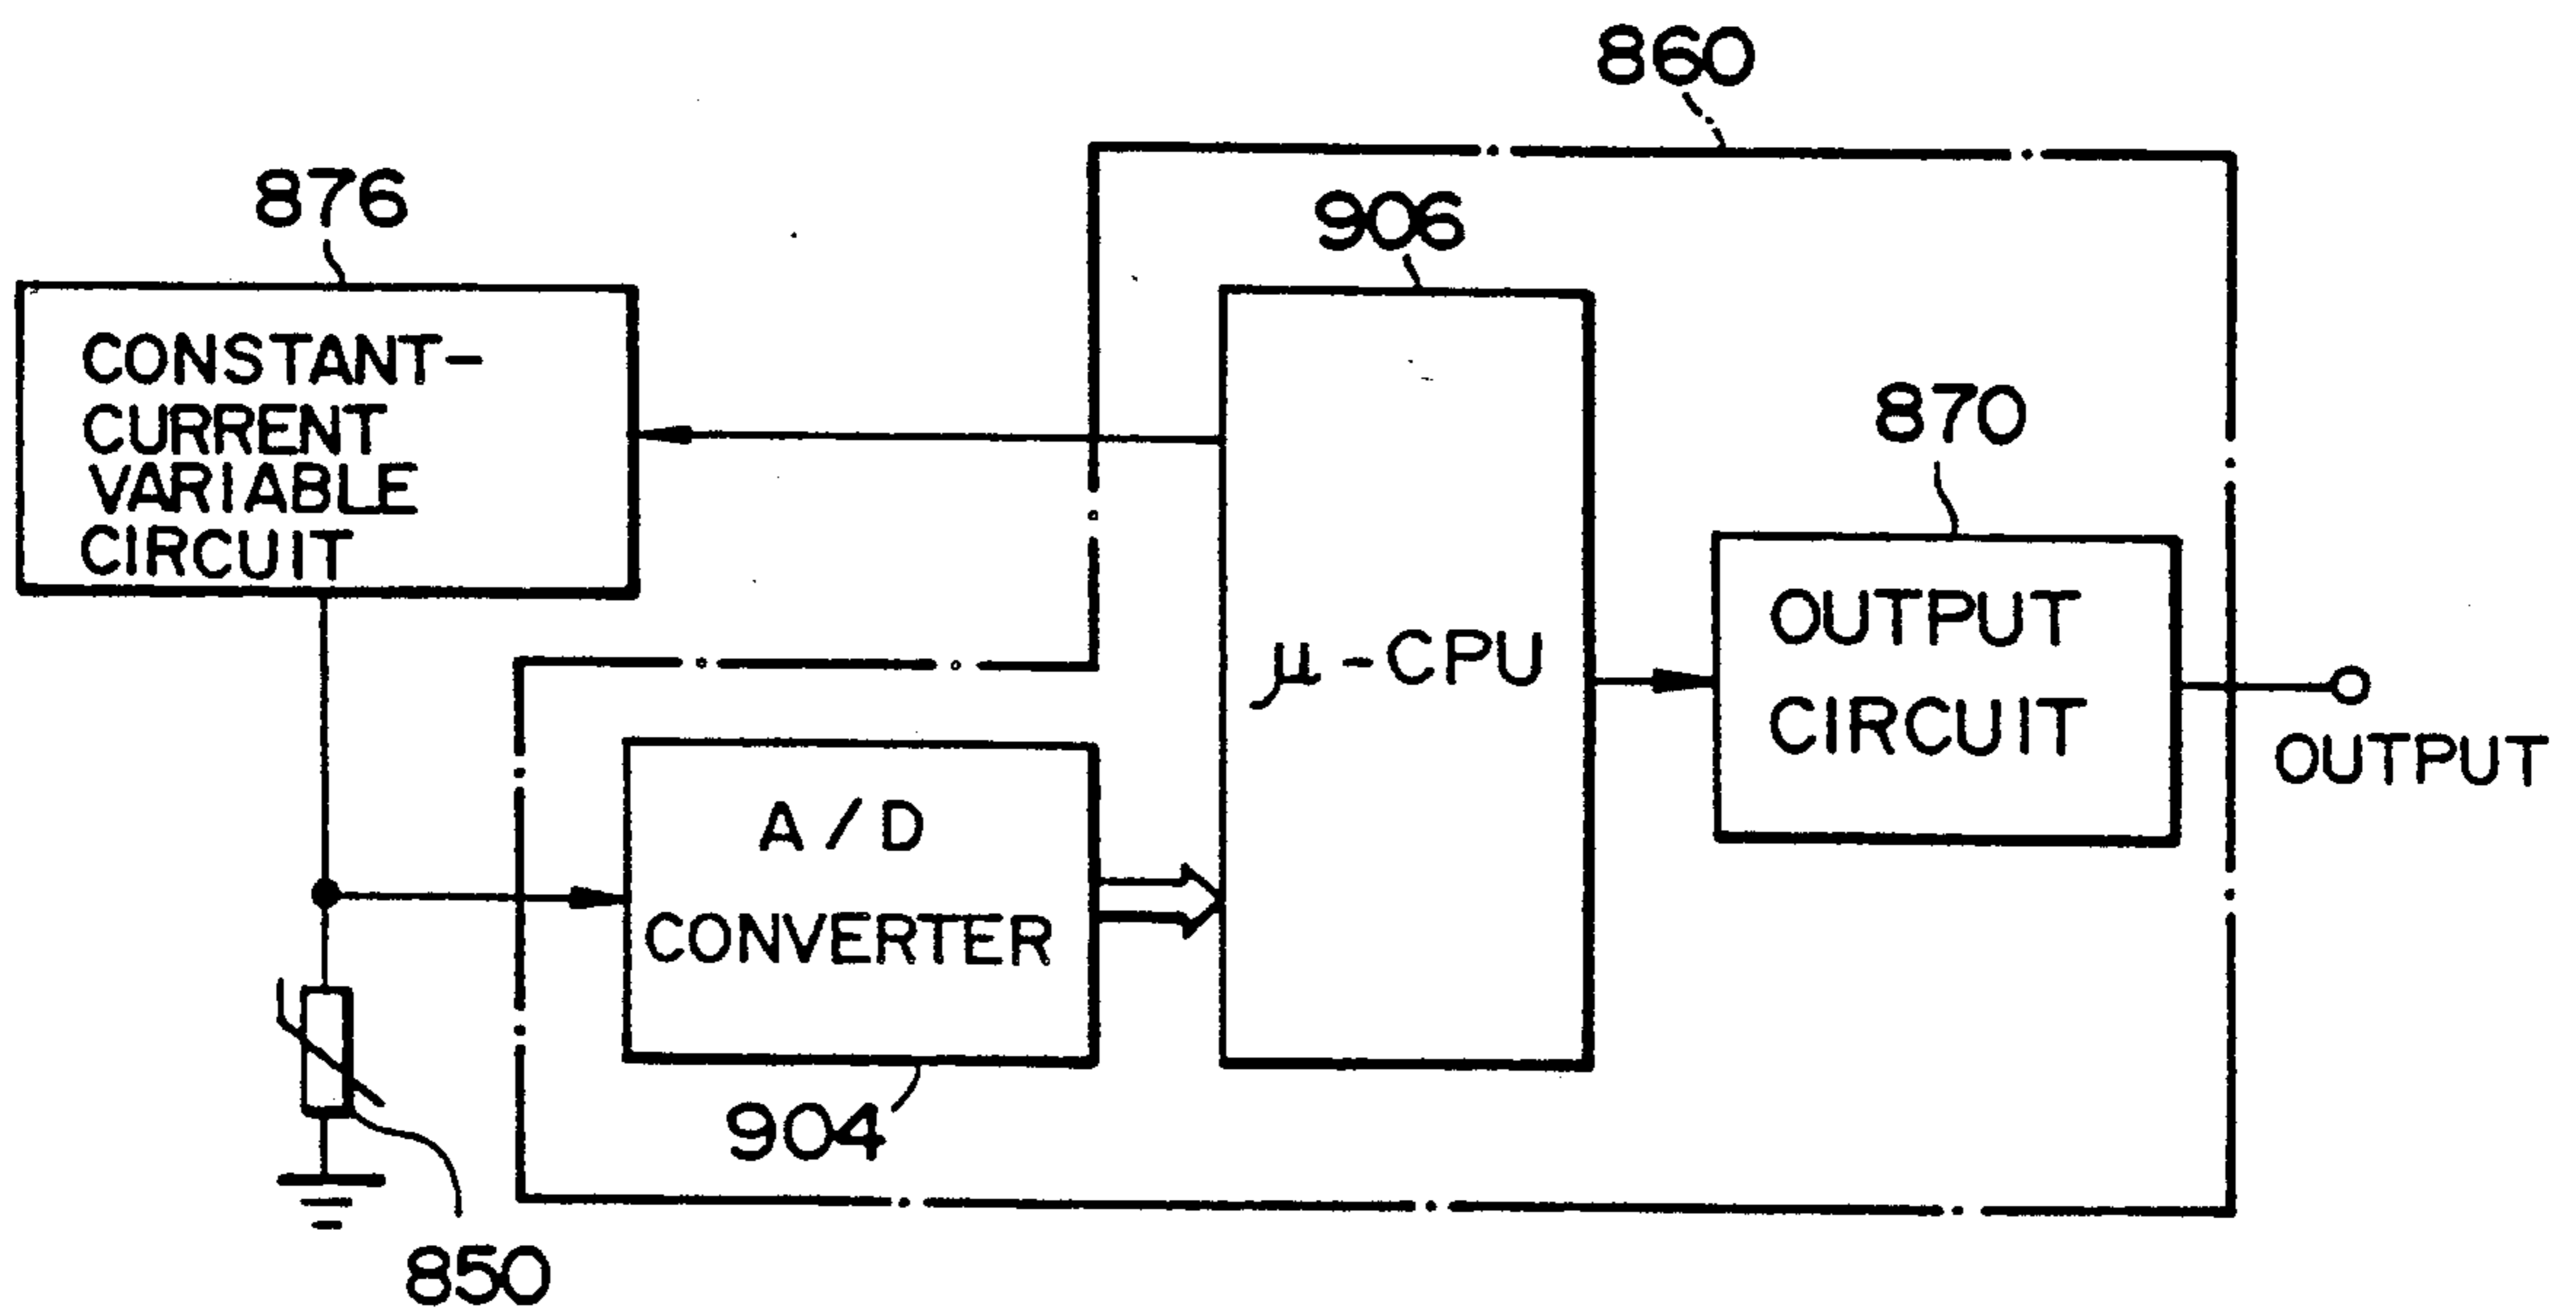 860
876
906
CONSTANT-
CURRENT
VARIABLE
CIRCUIT
870
μ-CPU
OUTPUT
CIRCUIT
OUTPUT
A/D
CONVERTER
904
850